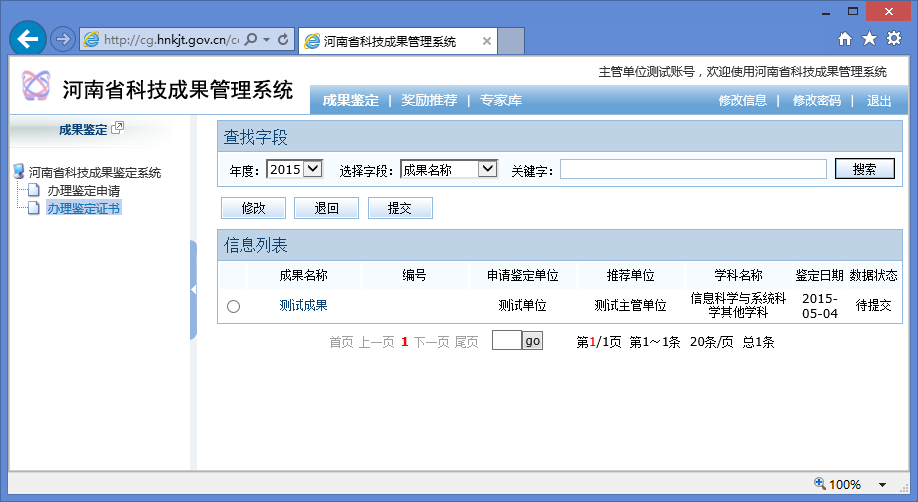 http://cg.hnkjt.gov.cn/c
河南省科技成果管理系统
主管单位测试账号，欢迎使用河南省科技成果管理系统
河南省科技成果管理系统
成果鉴定 | 奖励推荐 | 专家库
修改信息 | 修改密码 | 退出
成果鉴定
河南省科技成果鉴定系统
办理鉴定申请
办理鉴定证书
查找字段
年度: 2015 选择字段: 成果名称 关键字: 搜索
修改 退回 提交
信息列表
成果名称 编号 申请鉴定单位 推荐单位 学科名称 鉴定日期 数据状态
测试成果 测试单位 测试主管单位 信息科学与系统科学其他学科 2015-05-04 待提交
首页 上一页 1 下一页 尾页 go 第1/1页 第1～1条 20条/页 总1条
100%